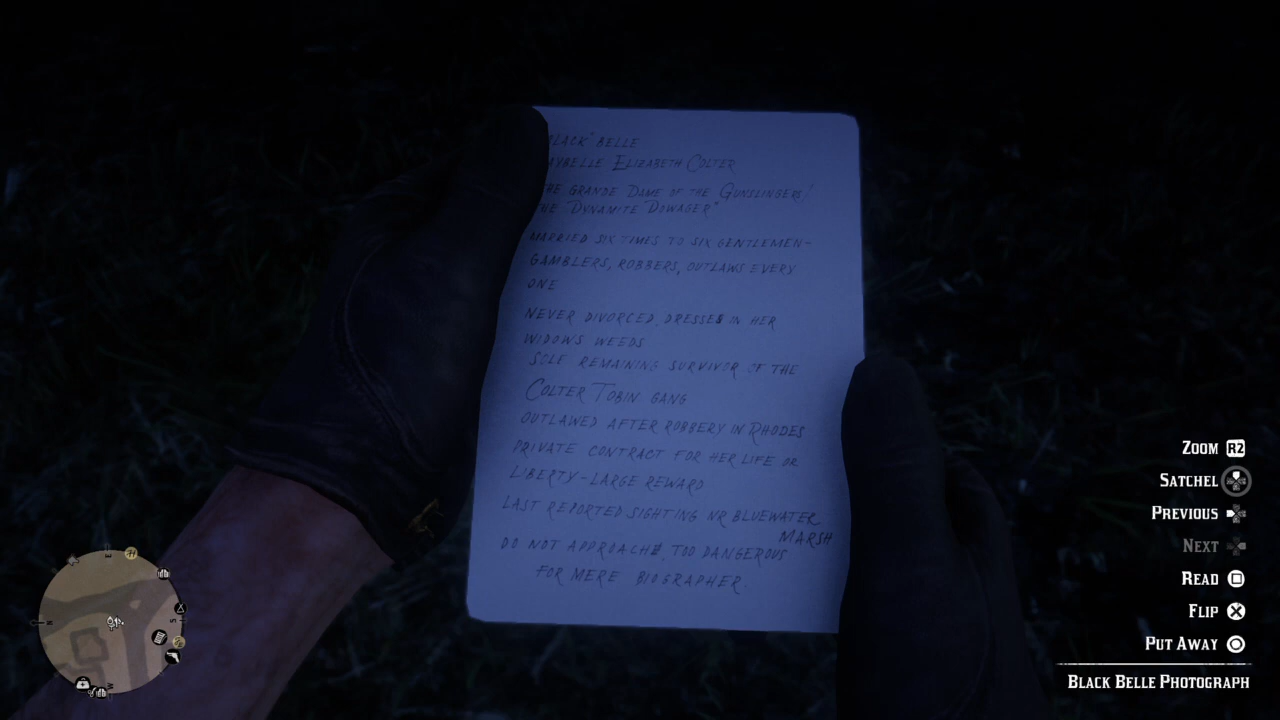 LACK" BELLE
AYBELLE ELIZABETH COLTER
HE GRANDE DAME OF THE GUNSLINGERS!
HE "DYNAMITE DOWAGER"
MARRIED SIX TIMES TO SIX GENTLEMEN-
GAMBLERS, ROBBERS, OUTLAWS EVERY
ONE
NEVER DIVORCED, DRESSES IN HER
WIDOWS WEEDS
SOLE REMAINING SURVIVOR OF THE
COLTER TOBIN GANG
OUTLAWED AFTER ROBBERY IN RHODES
PRIVATE CONTRACT FOR HER LIFE OR
LIBERTY - LARGE REWARD
LAST REPORTED SIGHTING NR BLUEWATER
MARSH
DO NOT APPROACH, TOO DANGEROUS
FOR MERE BIOGRAPHER.
ZOOM R2
SATCHEL
PREVIOUS
NEXT
READ
FLIP
PUT AWAY
BLACK BELLE PHOTOGRAPH